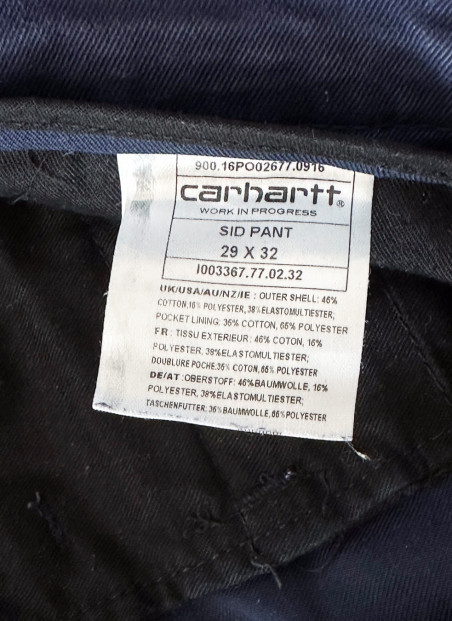 900.16PO02677.0916
carhartt®
WORK IN PROGRESS
SID PANT
29 X 32
I003367.77.02.32
UK/USA/AU/NZ/IE : OUTER SHELL: 46%
COTTON,16% POLYESTER, 38%ELASTOMULTIESTER;
POCKET LINING: 35% COTTON, 65% POLYESTER
FR : TISSU EXTERIEUR: 46% COTON, 16%
POLYESTER, 38%ELASTOMULTIESTER;
DOUBLURE POCHE:35% COTON,65% POLYESTER
DE/AT :OBERSTOFF: 46%BAUMWOLLE, 16%
POLYESTER, 38%ELASTOMULTIESTER;
TASCHENFUTTER: 35%BAUMWOLLE,65%POLYESTER